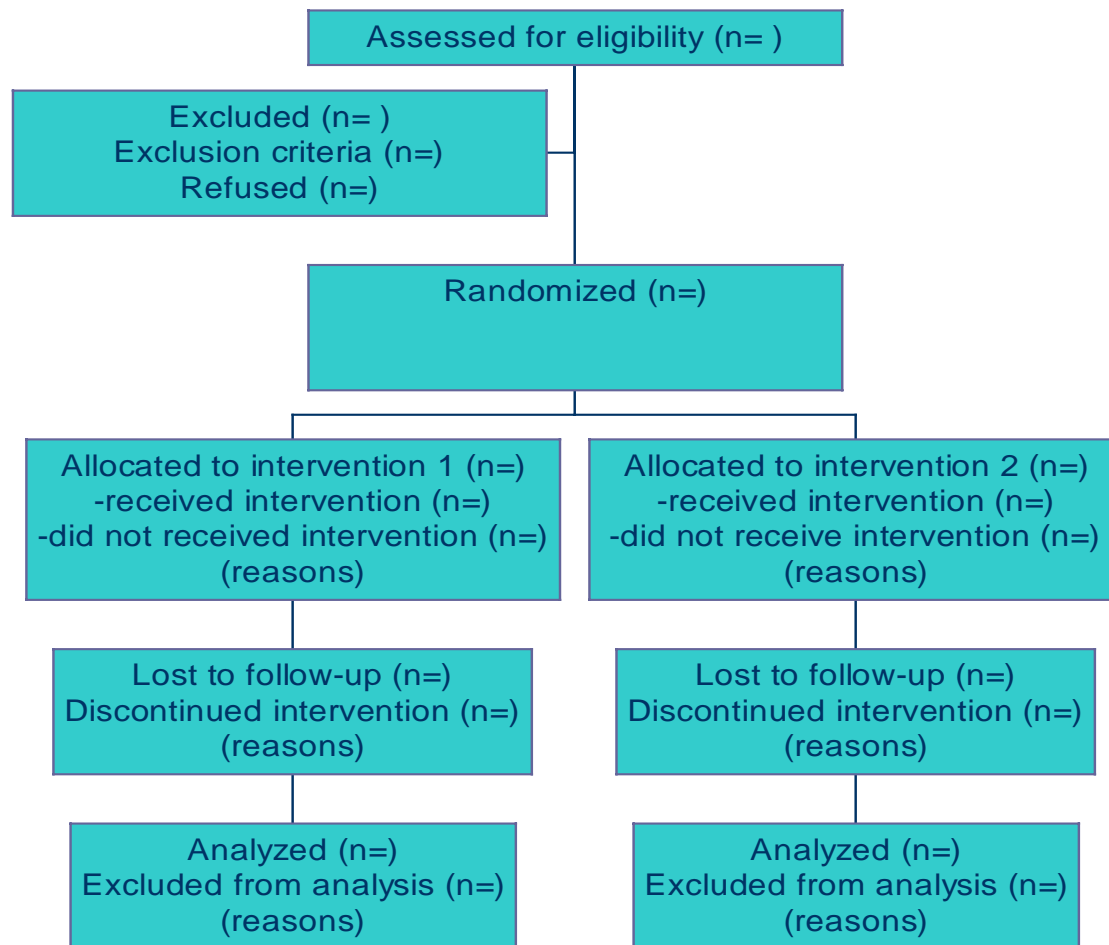 Assessed for eligibility (n= )
Excluded (n= )
Exclusion criteria (n=)
Refused (n=)
Randomized (n=)
Allocated to intervention 1 (n=)
-received intervention (n=)
-did not received intervention (n=)
(reasons)
Allocated to intervention 2 (n=)
-received intervention (n=)
-did not receive intervention (n=)
(reasons)
Lost to follow-up (n=)
Discontinued intervention (n=)
(reasons)
Lost to follow-up (n=)
Discontinued intervention (n=)
(reasons)
Analyzed (n=)
Excluded from analysis (n=)
(reasons)
Analyzed (n=)
Excluded from analysis (n=)
(reasons)